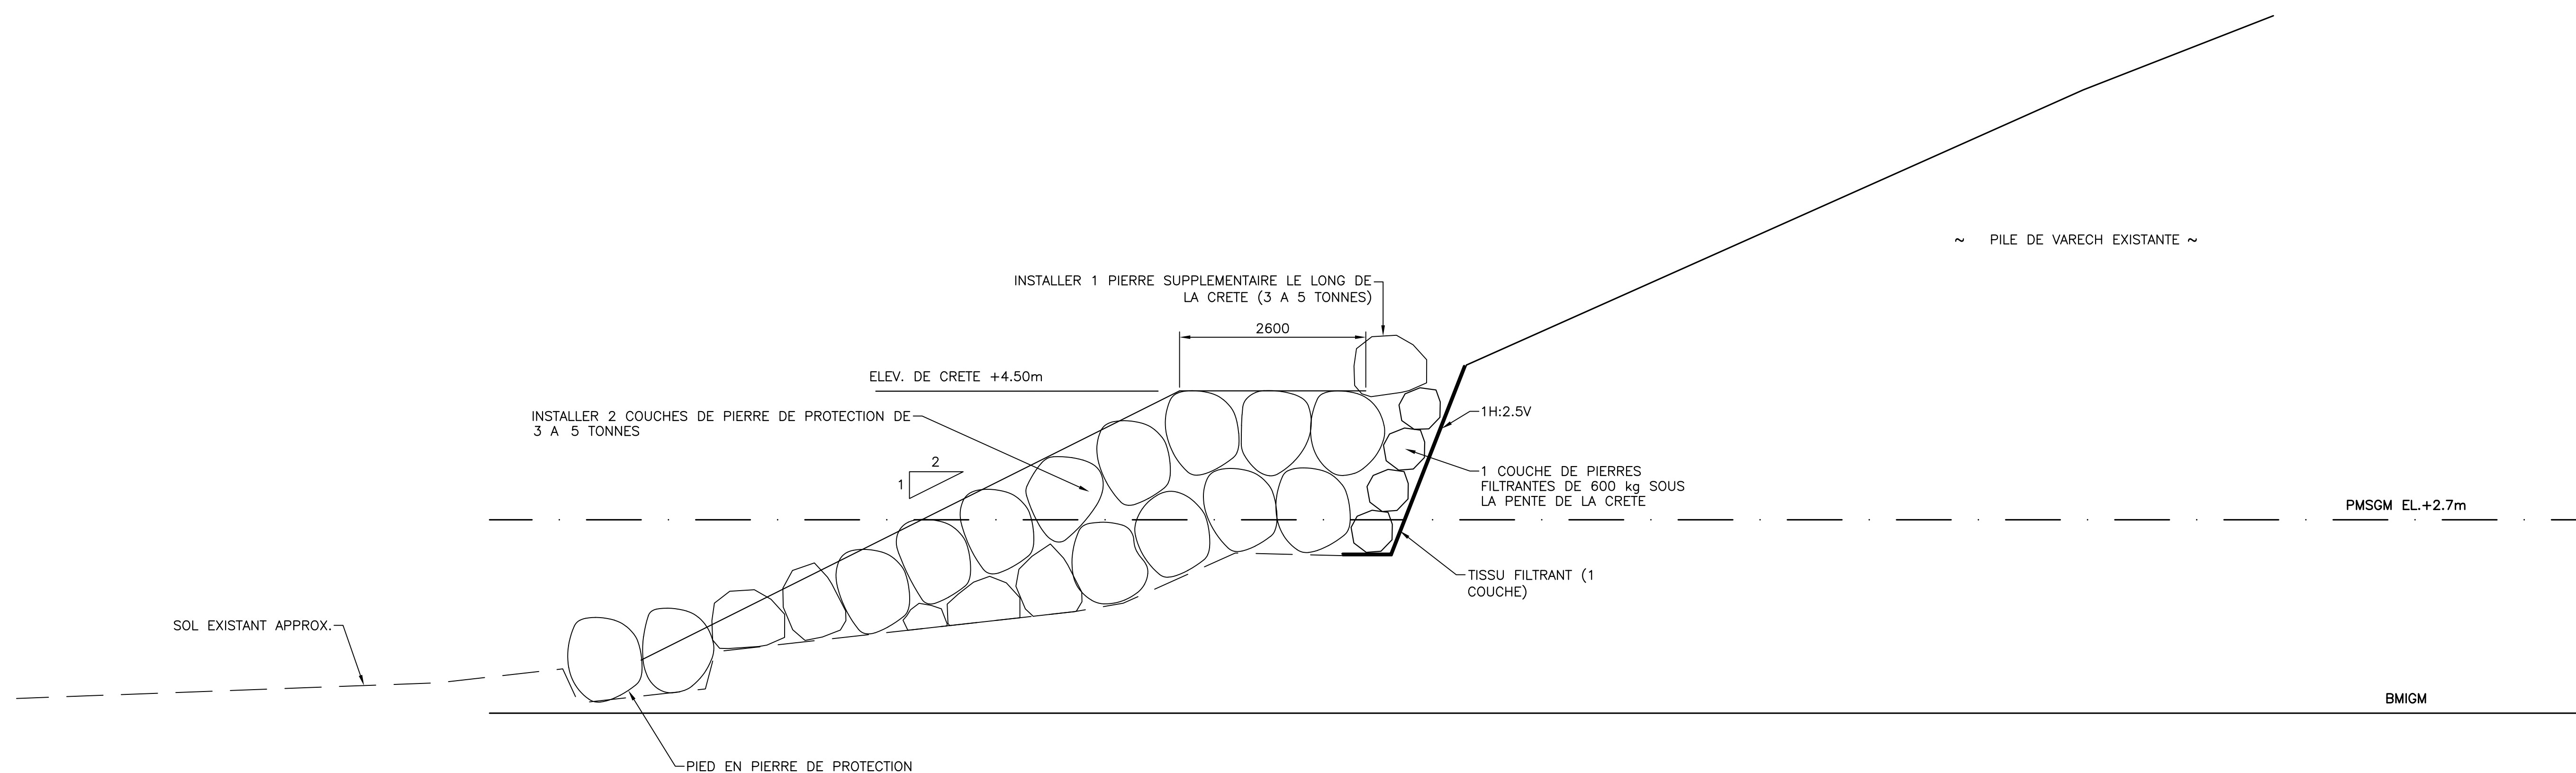 ~ PILE DE VARECH EXISTANTE ~
INSTALLER 1 PIERRE SUPPLEMENTAIRE LE LONG DE
LA CRETE (3 A 5 TONNES)
2600
ELEV. DE CRETE +4.50m
INSTALLER 2 COUCHES DE PIERRE DE PROTECTION DE
3 A 5 TONNES
1H:2.5V
2
1
1 COUCHE DE PIERRES
FILTRANTES DE 600 kg SOUS
LA PENTE DE LA CRETE
PMSGM EL.+2.7m
TISSU FILTRANT (1
COUCHE)
SOL EXISTANT APPROX.
BMIGM
PIED EN PIERRE DE PROTECTION